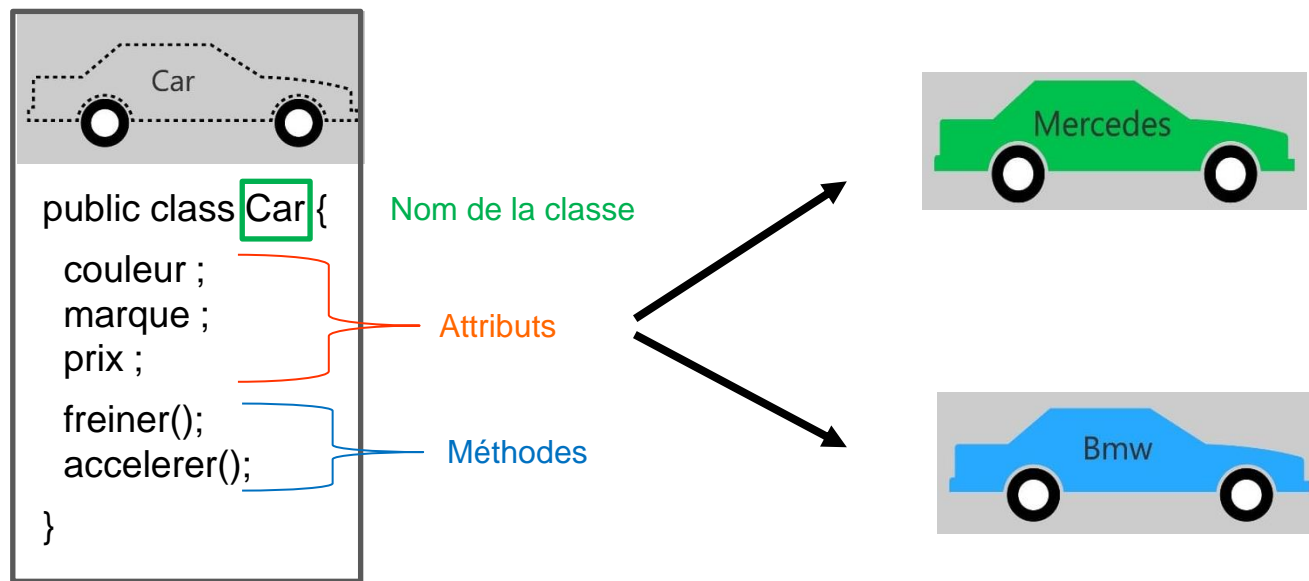 Car
public class Car {
Nom de la classe
couleur ;
marque ;
prix ;
Attributs
freiner();
accelerer();
Méthodes
}
Mercedes
Bmw